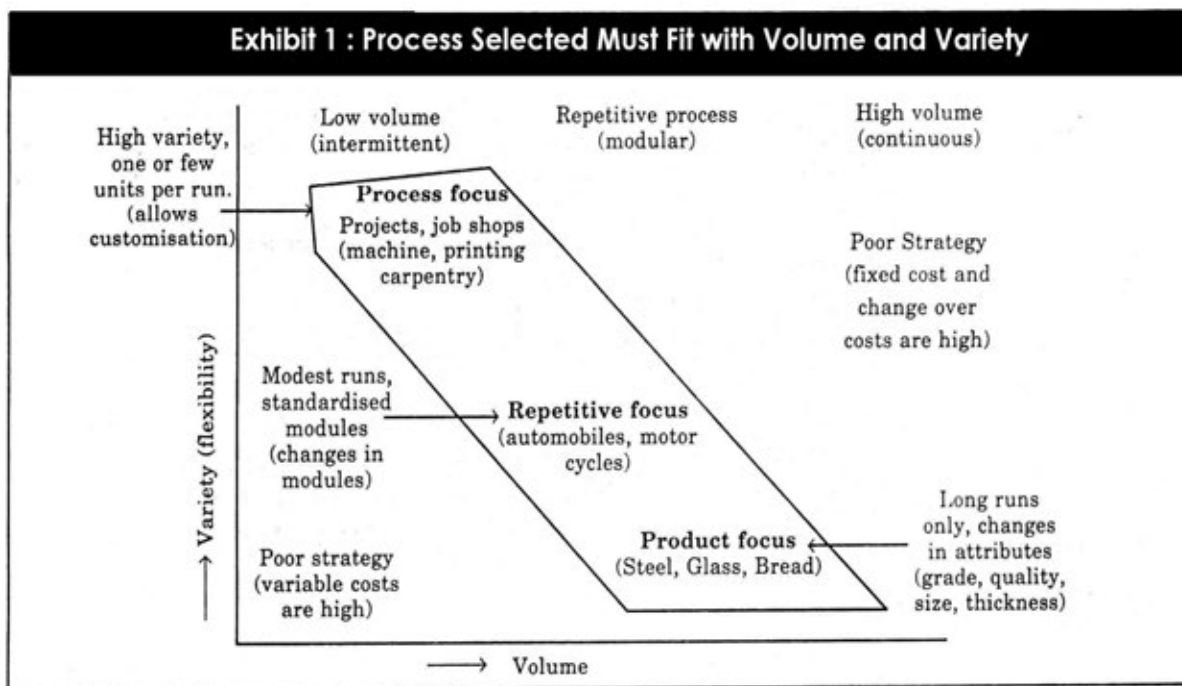 Exhibit 1 : Process Selected Must Fit with Volume and Variety
Low volume
(intermittent)
Repetitive process
(modular)
High volume
(continuous)
High variety,
one or few
units per run.
(allows
customisation)
Process focus
Projects, job shops
(machine, printing
carpentry)
Poor Strategy
(fixed cost and
change over
costs are high)
Variety (flexibility)
Modest runs,
standardised
modules
(changes in
modules)
Repetitive focus
(automobiles, motor
cycles)
Poor strategy
(variable costs
are high)
Product focus
(Steel, Glass, Bread)
Long runs
only, changes
in attributes
(grade, quality,
size, thickness)
Volume